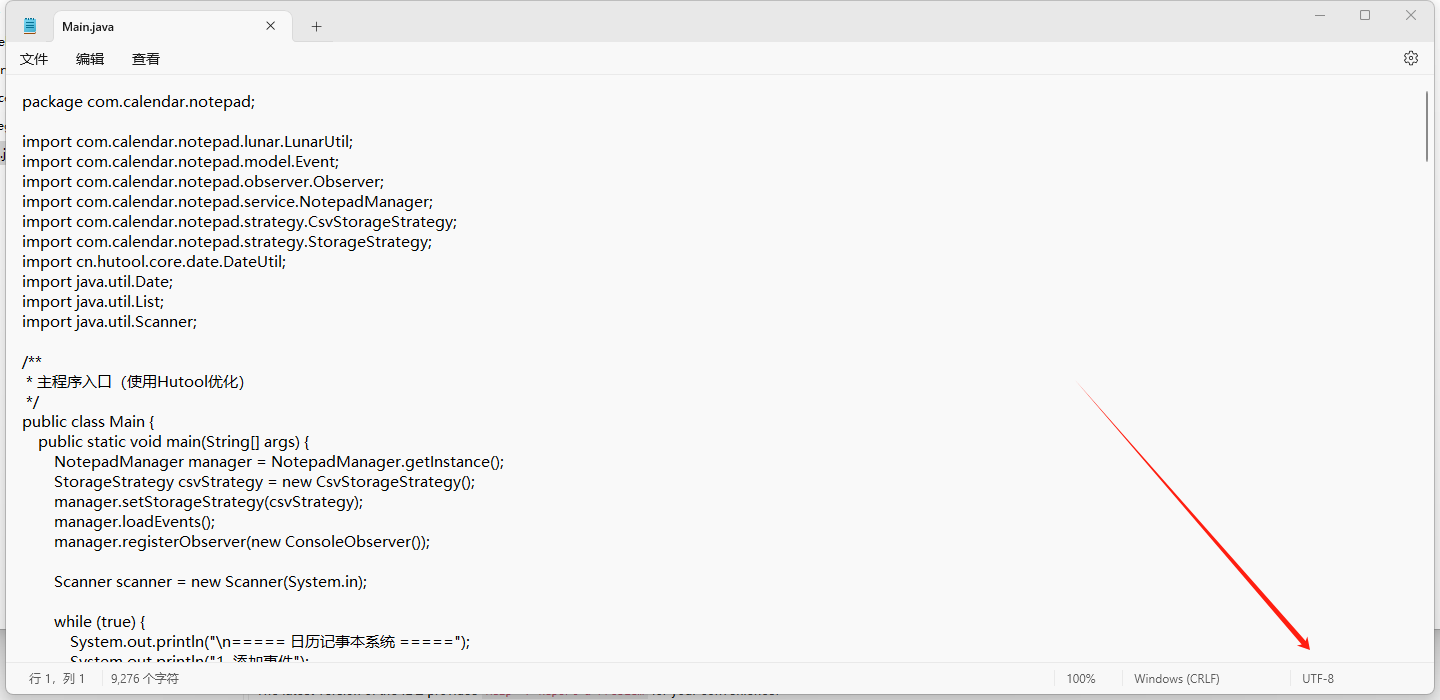 Main.java
文件 编辑 查看
package com.calendar.notepad;
import com.calendar.notepad.lunar.LunarUtil;
import com.calendar.notepad.model.Event;
import com.calendar.notepad.observer.Observer;
import com.calendar.notepad.service.NotepadManager;
import com.calendar.notepad.strategy.CsvStorageStrategy;
import com.calendar.notepad.strategy.StorageStrategy;
import cn.hutool.core.date.DateUtil;
import java.util.Date;
import java.util.List;
import java.util.Scanner;
/**
* 主程序入口（使用Hutool优化）
*/
public class Main {
public static void main(String[] args) {
NotepadManager manager = NotepadManager.getInstance();
StorageStrategy csvStrategy = new CsvStorageStrategy();
manager.setStorageStrategy(csvStrategy);
manager.loadEvents();
manager.registerObserver(new ConsoleObserver());
Scanner scanner = new Scanner(System.in);
while (true) {
System.out.println("\n===== 日历记事本系统 =====");
System.out.println("1. 添加事件");
行 1，列 1 9,276 个字符 100% Windows (CRLF) UTF-8